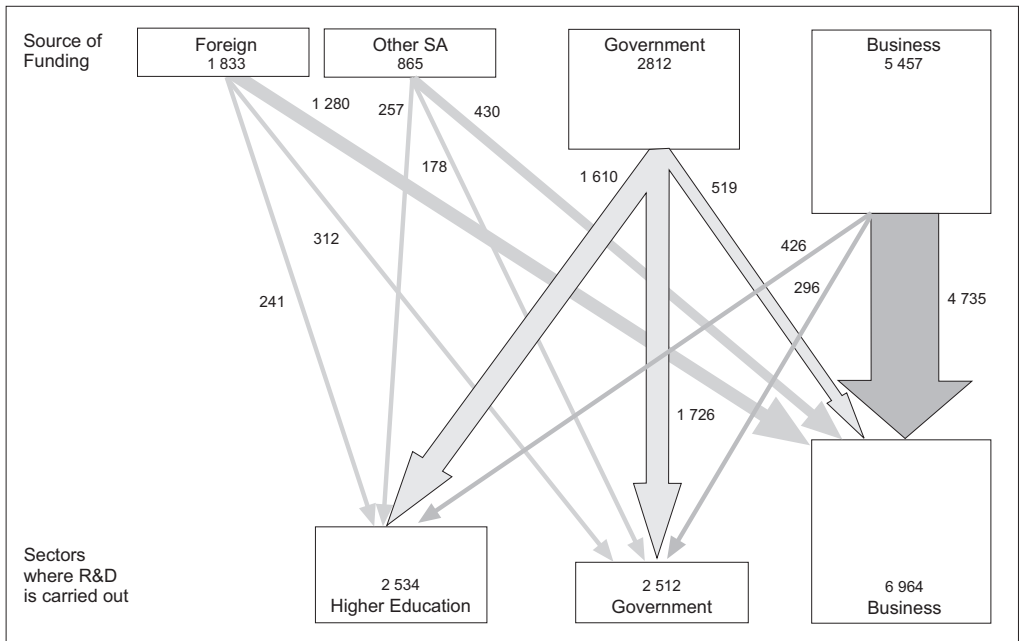 Source of
Funding
Foreign
1 833
Other SA
865
Government
2812
Business
5 457
1 280
257
430
178
1 610
519
312
426
241
296
4 735
1 726
Sectors
where R&D
is carried out
2 534
Higher Education
2 512
Government
6 964
Business